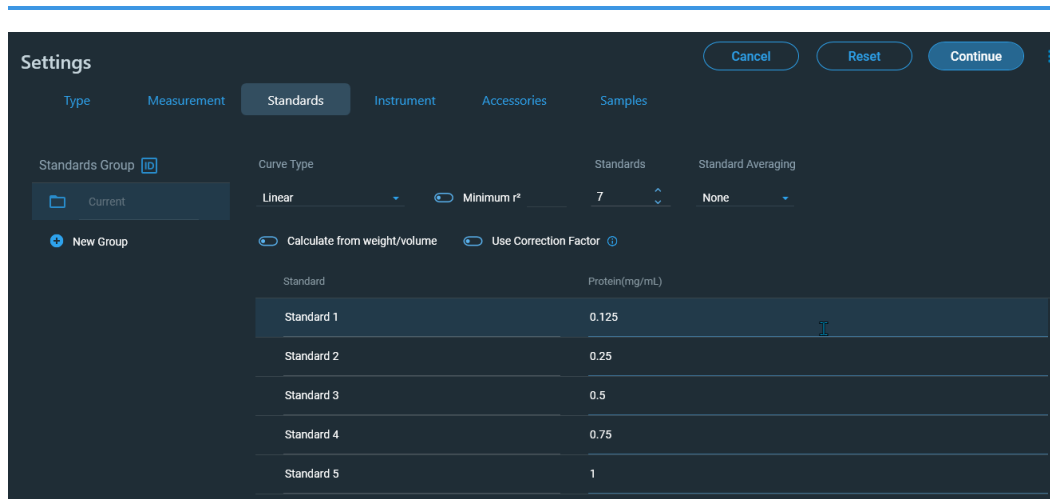 Settings
Cancel
Reset
Continue
Type
Measurement
Standards
Instrument
Accessories
Samples
Standards Group ID
Current
New Group
Curve Type
Standards
Standard Averaging
Linear
Minimum r²
7
None
Calculate from weight/volume
Use Correction Factor
Standard
Protein(mg/mL)
Standard 1
0.125
Standard 2
0.25
Standard 3
0.5
Standard 4
0.75
Standard 5
1